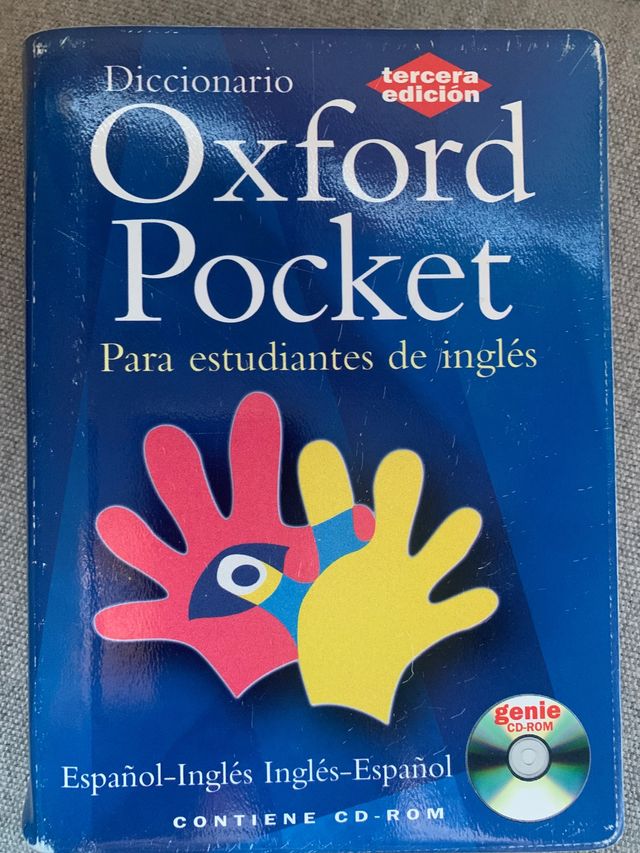 Diccionario
tercera
edición
Oxford
Pocket
Para estudiantes de inglés
genie
CD-ROM
Español-Inglés Inglés-Español
CONTIENE CD-ROM